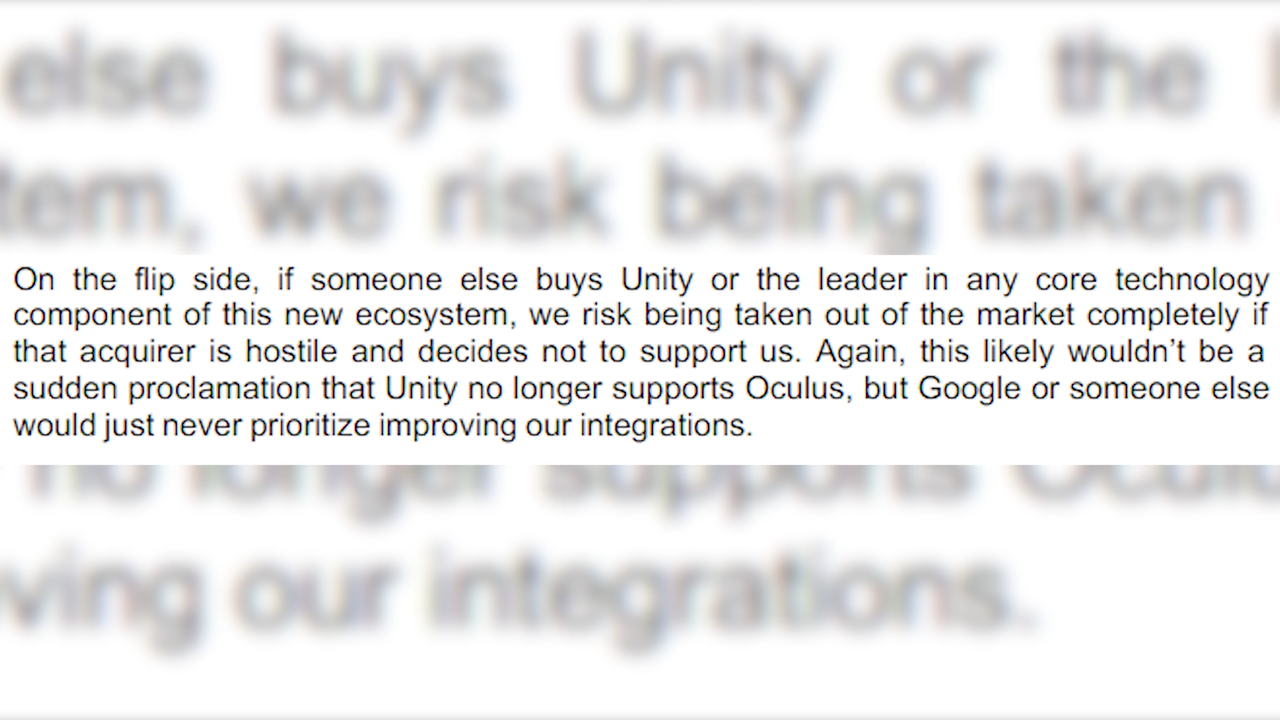 else buys Unity or the
tem, we risk being taken
On the flip side, if someone else buys Unity or the leader in any core technology
component of this new ecosystem, we risk being taken out of the market completely if
that acquirer is hostile and decides not to support us. Again, this likely wouldn’t be a
sudden proclamation that Unity no longer supports Oculus, but Google or someone else
would just never prioritize improving our integrations.
no longer supports Oculu
ving our integrations.